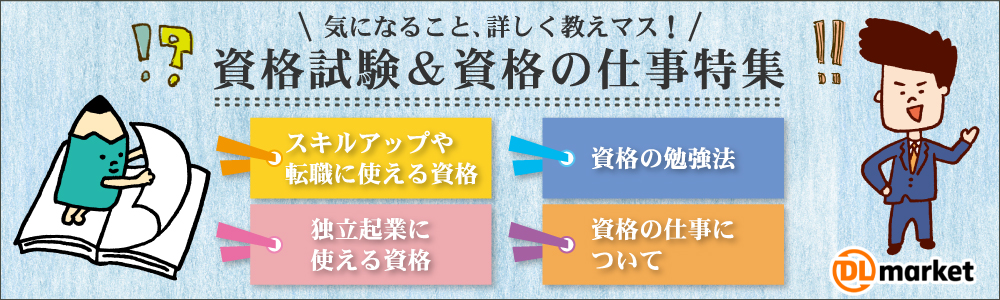 !?
気になること、詳しく教えマス！
!!
資格試験＆資格の仕事特集
スキルアップや
転職に使える資格
資格の勉強法
独立起業に
使える資格
資格の仕事に
ついて
DLmarket